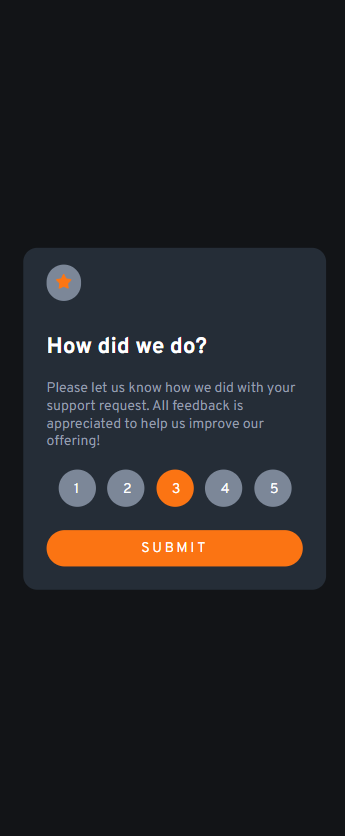 How did we do?
Please let us know how we did with your
support request. All feedback is
appreciated to help us improve our
offering!
1 2 3 4 5
SUBMIT